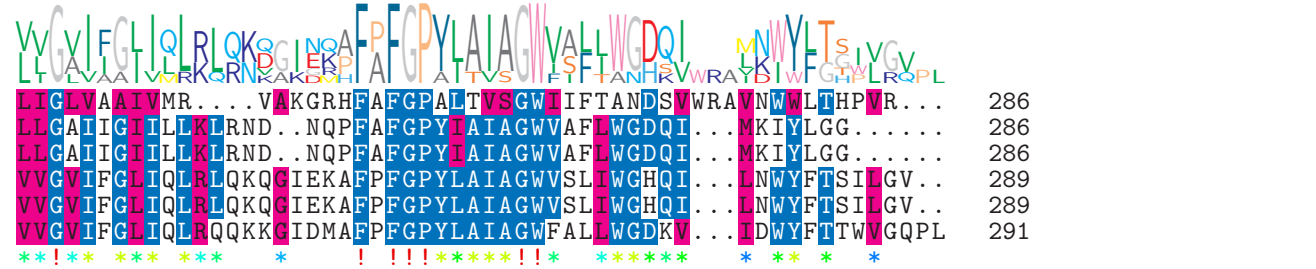 LIGLVAAIVMR....VAKGRHFAFGPALTVSGWIIFTANDSVWRAVNWWLTHPVR... 286
LLGAIIGIILLKLRND..NQPFAFGPYIAIAGWVAFLWGDQI...MKIYLGG...... 286
LLGAIIGIILLKLRND..NQPFAFGPYIAIAGWVAFLWGDQI...MKIYLGG...... 286
VVGVIFGLIQLRLQKQGIEKAFPFGPYLAIAGWVSLIWGHQI...LNWYFTSILGV.. 289
VVGVIFGLIQLRLQKQGIEKAFPFGPYLAIAGWVSLIWGHQI...LNWYFTSILGV.. 289
VVGVIFGLIQLRQQKKGIDMAFPFGPYLAIAGWFALLWGDKV...IDWYFTTWVGQPL 291
**!** *** *** * ! !!!*****!!* ****** * ** * *